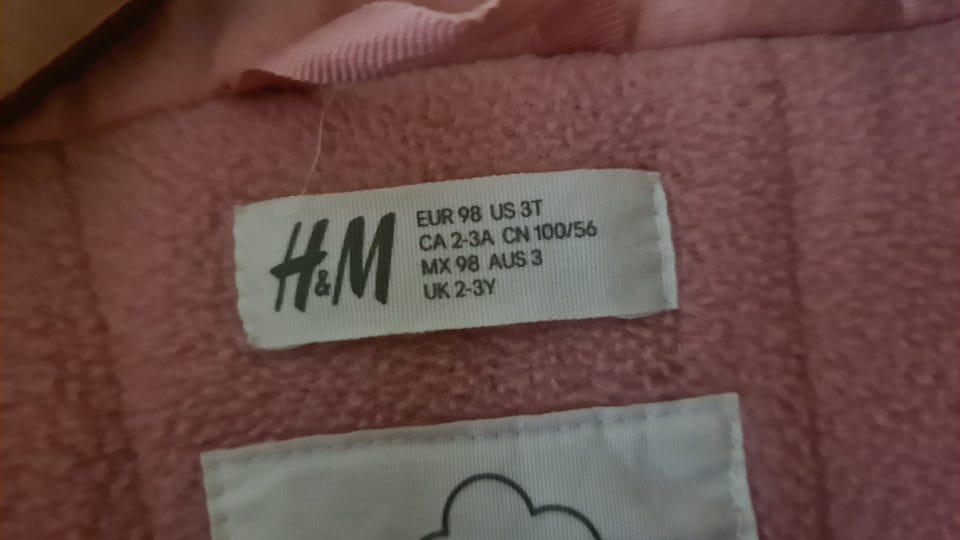 H&M
EUR 98 US 3T
CA 2-3A CN 100/56
MX 98 AUS 3
UK 2-3Y